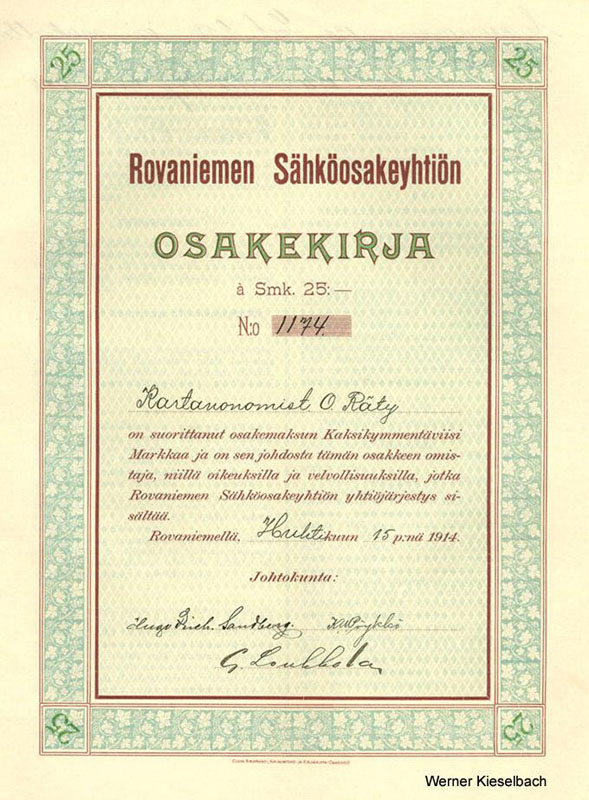 25 25
Rovaniemen Sähköosakeyhtiön
OSAKEKIRJA
à Smk. 25:—
N:o 1174.
Kartanonomist. O. Räty
on suorittanut osakemaksun Kaksikymmentäviisi
Markkaa ja on sen johdosta tämän osakkeen omis-
taja, niillä oikeuksilla ja velvollisuuksilla, jotka
Rovaniemen Sähköosakeyhtiön yhtiöjärjestys si-
sältää.
Rovaniemellä, Huhtikuun 15 p:nä 1914.
Johtokunta:
Hugo Sandberg.
25 25
Werner Kieselbach